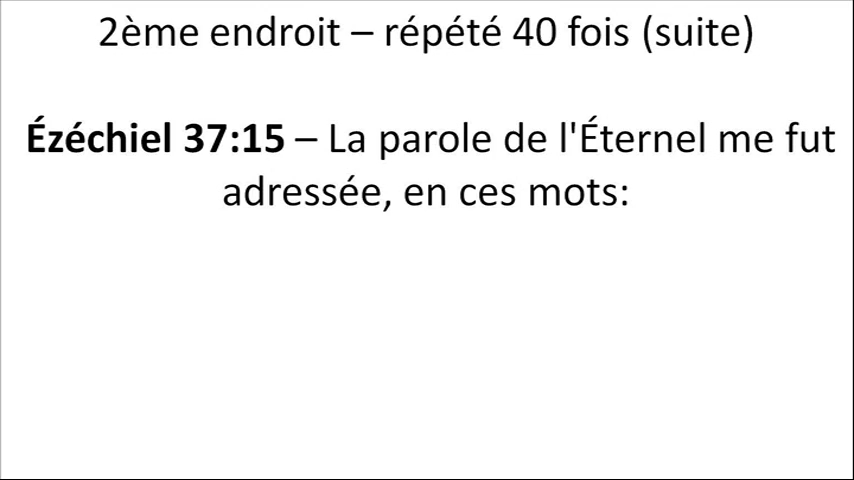 2ème endroit – répété 40 fois (suite)
Ézéchiel 37:15 – La parole de l'Éternel me fut
adressée, en ces mots: